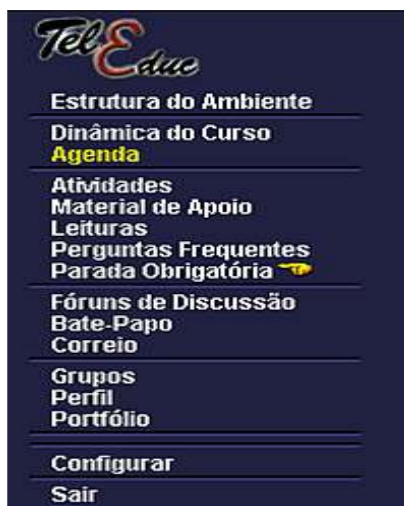 TelEduc
Estrutura do Ambiente
Dinâmica do Curso
Agenda
Atividades
Material de Apoio
Leituras
Perguntas Frequentes
Parada Obrigatória
Fóruns de Discussão
Bate-Papo
Correio
Grupos
Perfil
Portfólio
Configurar
Sair